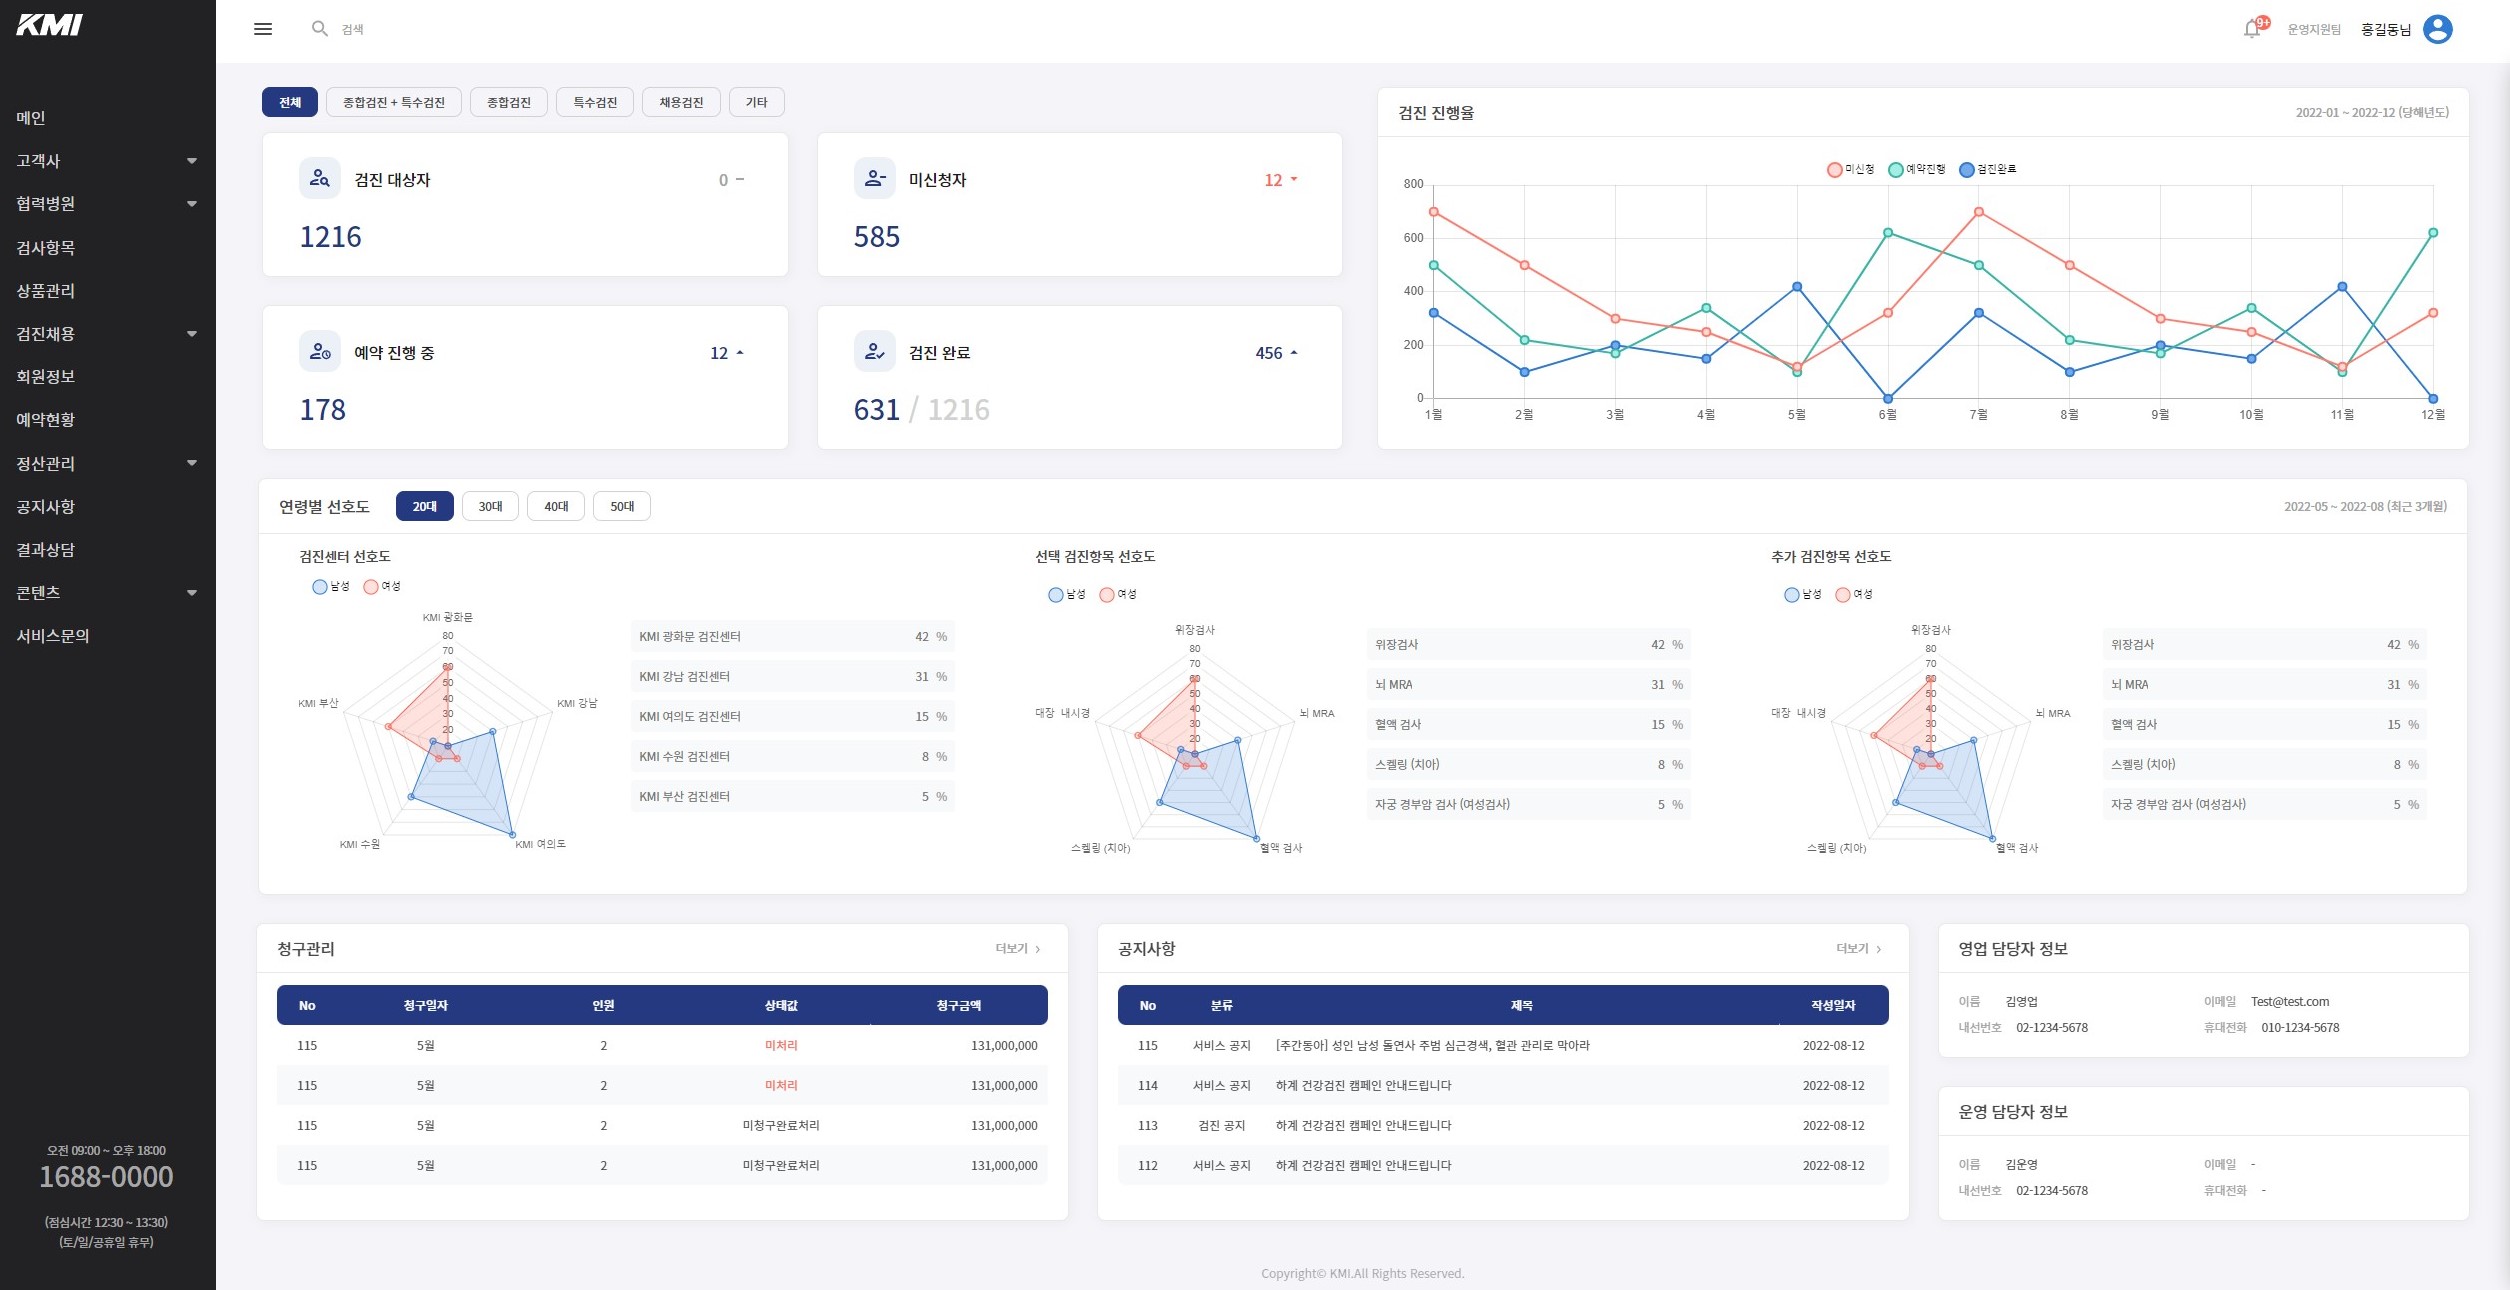 KMI
메인
고객사
협력병원
검사항목
상품관리
검진채용
회원정보
예약현황
정산관리
공지사항
결과상담
콘텐츠
서비스문의
오전 09:00 ~ 오후 18:00
1688-0000
(점심시간 12:30 ~ 13:30)
(토/일/공휴일 휴무)
검색
9+
운영지원팀 홍길동님
전체 종합검진 + 특수검진 종합검진 특수검진 채용검진 기타
검진 대상자 0 −
1216
미신청자 12
585
예약 진행 중 12
178
검진 완료 456
631 / 1216
검진 진행율 2022-01 ~ 2022-12 (당해년도)
미신청 예약진행 검진완료
800
600
400
200
0
1월 2월 3월 4월 5월 6월 7월 8월 9월 10월 11월 12월
연령별 선호도 20대 30대 40대 50대 2022-05 ~ 2022-08 (최근 3개월)
검진센터 선호도
남성 여성
KMI 광화문
80
70
60
50
40
30
20
KMI 부산 KMI 강남
KMI 수원 KMI 여의도
KMI 광화문 검진센터 42 %
KMI 강남 검진센터 31 %
KMI 여의도 검진센터 15 %
KMI 수원 검진센터 8 %
KMI 부산 검진센터 5 %
선택 검진항목 선호도
남성 여성
위장검사
80
70
60
50
40
30
20
대장 내시경 뇌 MRA
스켈링 (치아) 혈액 검사
위장검사 42 %
뇌 MRA 31 %
혈액 검사 15 %
스켈링 (치아) 8 %
자궁 경부암 검사 (여성검사) 5 %
추가 검진항목 선호도
남성 여성
위장검사
80
70
60
50
40
30
20
대장 내시경 뇌 MRA
스켈링 (치아) 혈액 검사
위장검사 42 %
뇌 MRA 31 %
혈액 검사 15 %
스켈링 (치아) 8 %
자궁 경부암 검사 (여성검사) 5 %
청구관리 더보기 >
No 청구일자 인원 상태값 청구금액
115 5월 2 미처리 131,000,000
115 5월 2 미처리 131,000,000
115 5월 2 미청구완료처리 131,000,000
115 5월 2 미청구완료처리 131,000,000
공지사항 더보기 >
No 분류 제목 작성일자
115 서비스 공지 [주간동아] 성인 남성 돌연사 주범 심근경색, 혈관 관리로 막아라 2022-08-12
114 서비스 공지 하계 건강검진 캠페인 안내드립니다 2022-08-12
113 검진 공지 하계 건강검진 캠페인 안내드립니다 2022-08-12
112 서비스 공지 하계 건강검진 캠페인 안내드립니다 2022-08-12
영업 담당자 정보
이름 김영업 이메일 Test@test.com
내선번호 02-1234-5678 휴대전화 010-1234-5678
운영 담당자 정보
이름 김운영 이메일 -
내선번호 02-1234-5678 휴대전화 -
Copyright© KMI.All Rights Reserved.